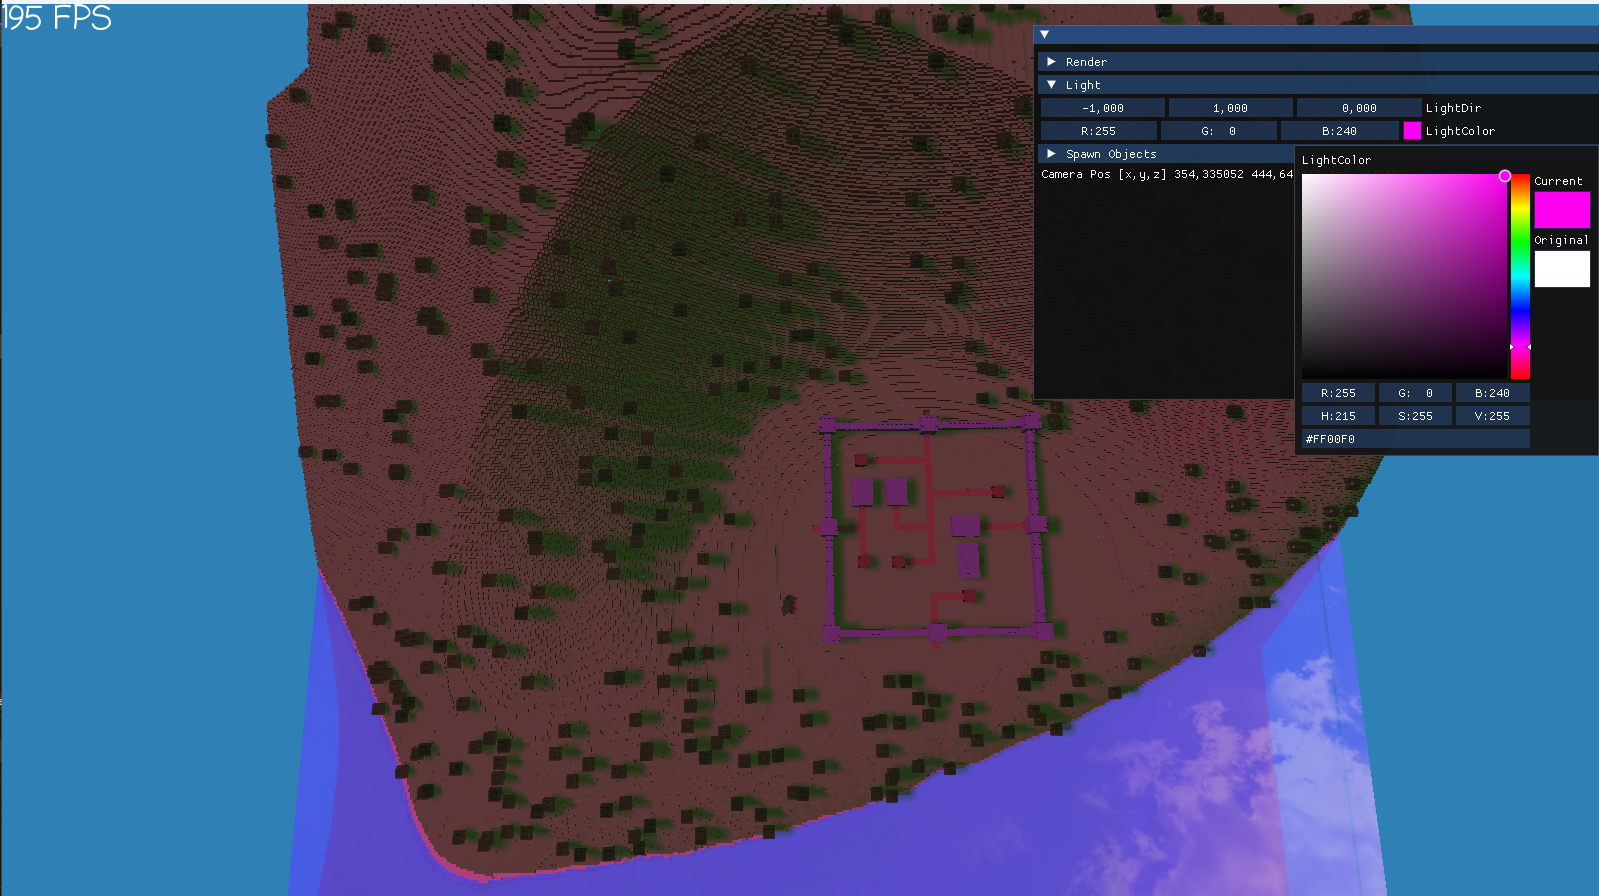 195 FPS
Render
Light
-1,000 1,000 0,000 LightDir
R:255 G: 0 B:240 LightColor
Spawn Objects
Camera Pos [x,y,z] 354,335052 444,64
LightColor
Current
Original
R:255 G: 0 B:240
H:215 S:255 V:255
#FF00F0